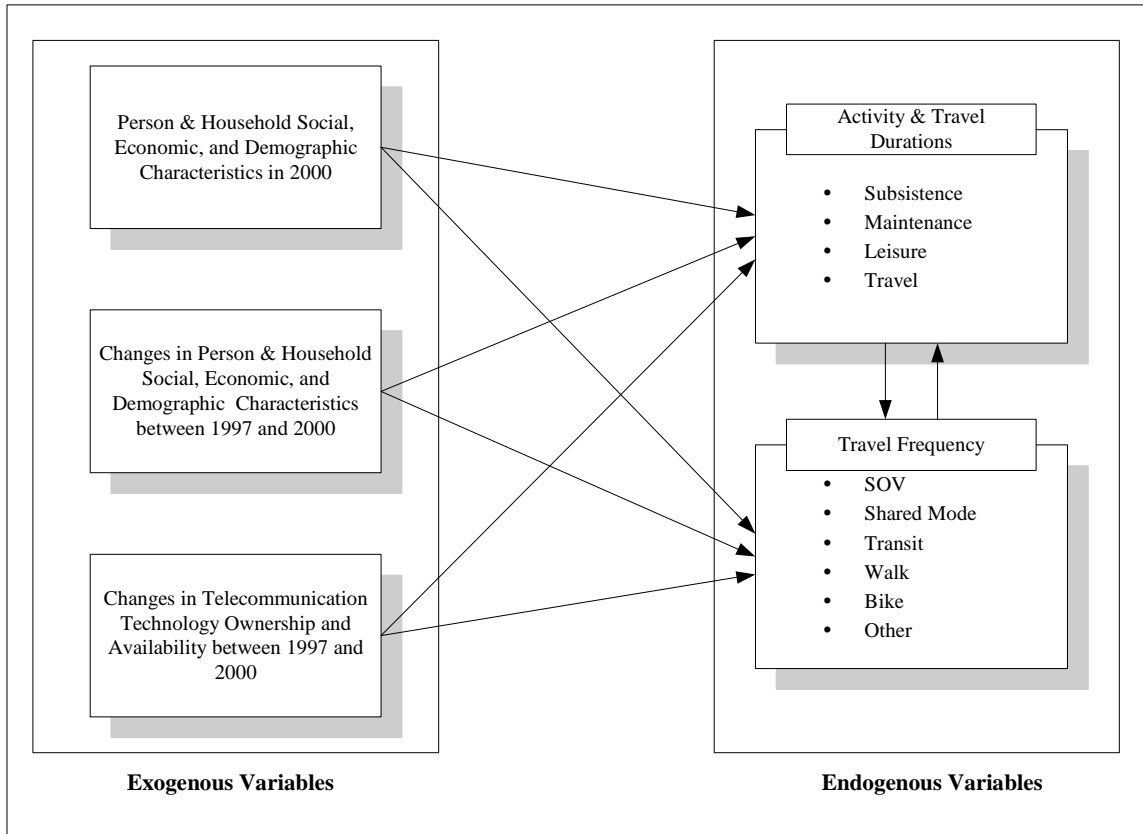 Person & Household Social,
Economic, and Demographic
Characteristics in 2000
Changes in Person & Household
Social, Economic, and
Demographic Characteristics
between 1997 and 2000
Changes in Telecommunication
Technology Ownership and
Availability between 1997 and
2000
Exogenous Variables
Activity & Travel
Durations
• Subsistence
• Maintenance
• Leisure
• Travel
Travel Frequency
• SOV
• Shared Mode
• Transit
• Walk
• Bike
• Other
Endogenous Variables